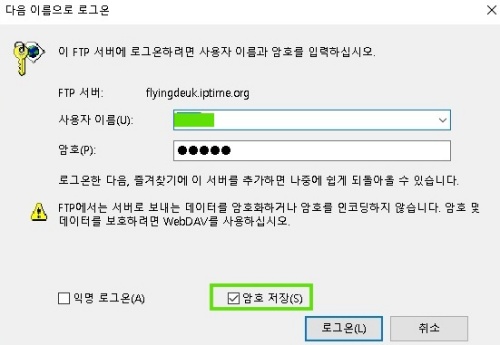 다음 이름으로 로그온
이 FTP 서버에 로그온하려면 사용자 이름과 암호를 입력하십시오.
FTP 서버: flyingdeuk.iptime.org
사용자 이름(U):
암호(P): ●●●●●
로그온한 다음, 즐겨찾기에 이 서버를 추가하면 나중에 쉽게 되돌아올 수 있습니다.
FTP에서는 서버로 보내는 데이터를 암호화하거나 암호를 인코딩하지 않습니다. 암호 및
데이터를 보호하려면 WebDAV를 사용하십시오.
익명 로그온(A) 암호 저장(S)
로그온(L) 취소